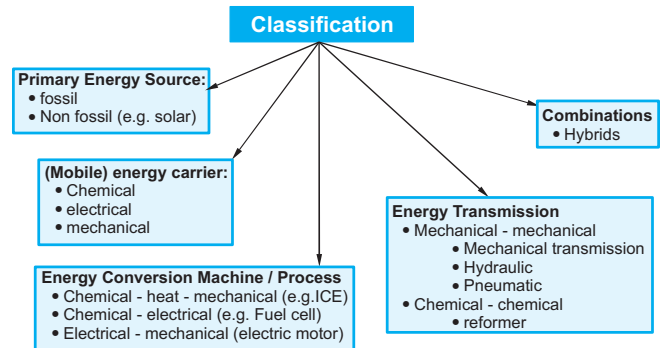 Classification
Primary Energy Source:
• fossil
• Non fossil (e.g. solar)
Combinations
• Hybrids
(Mobile) energy carrier:
• Chemical
• electrical
• mechanical
Energy Transmission
• Mechanical - mechanical
• Mechanical transmission
• Hydraulic
• Pneumatic
• Chemical - chemical
• reformer
Energy Conversion Machine / Process
• Chemical - heat - mechanical (e.g.ICE)
• Chemical - electrical (e.g. Fuel cell)
• Electrical - mechanical (electric motor)